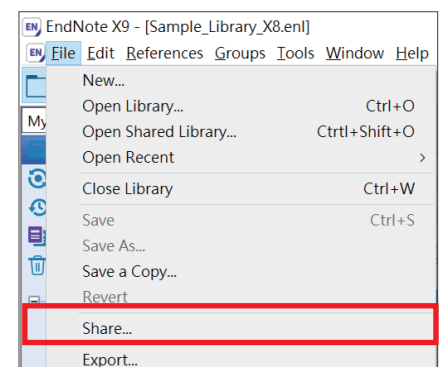 EN EndNote X9 - [Sample_Library_X8.enl]
EN File Edit References Groups Tools Window Help
New...
Open Library... Ctrl+O
My
Open Shared Library... Ctrtl+Shift+O
Open Recent >
Close Library Ctrl+W
Save Ctrl+S
Save As...
Save a Copy...
Revert
Share...
Export...